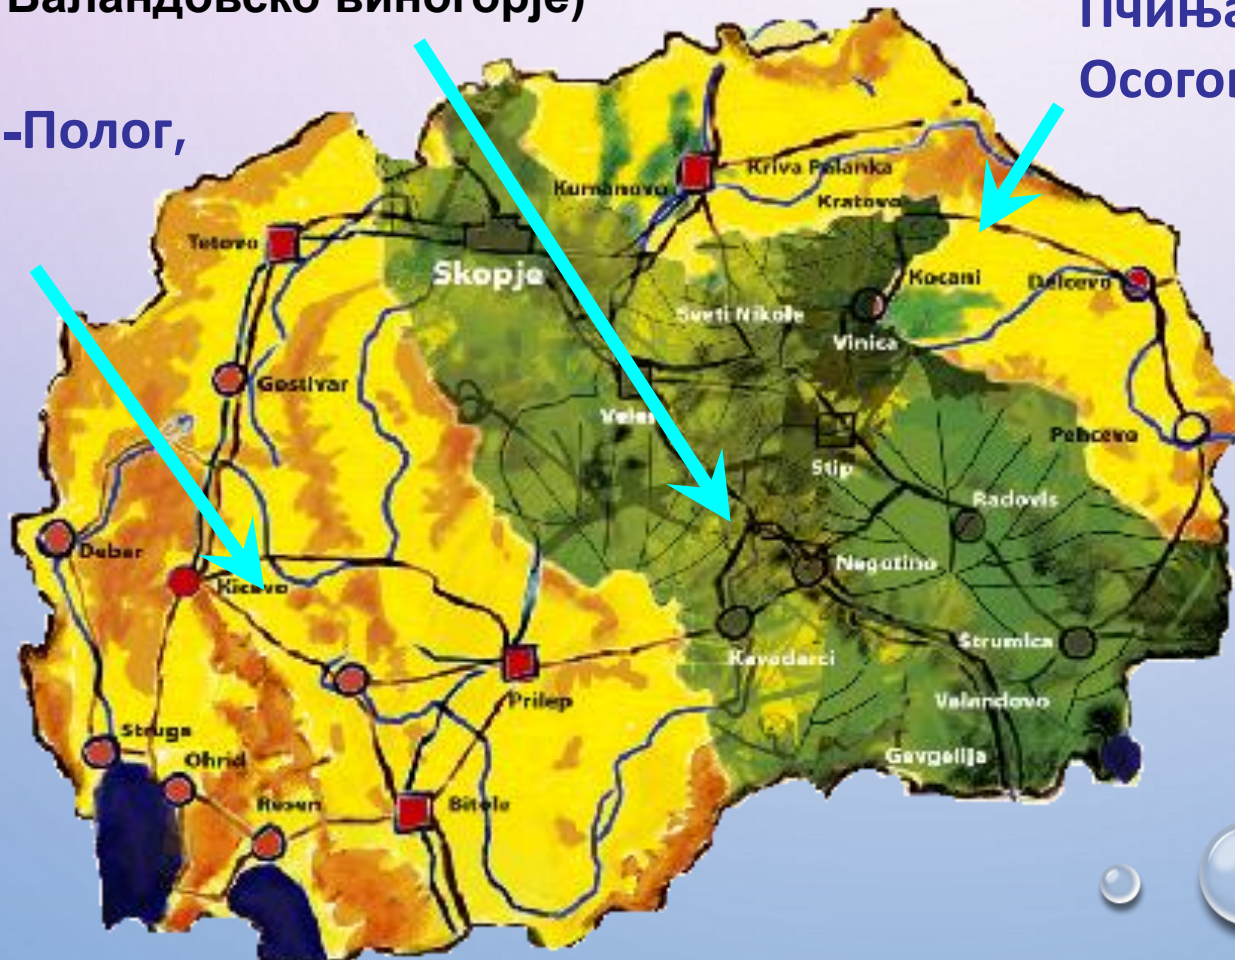 Валандовско виногорје)
Пчиња
Осогов
-Полог,
Kriva Palanka
Kumanovo
Kratovo
Tetovo
Skopje
Kocani
Delcevo
Sveti Nikole
Vinica
Gostivar
Veles
Pehcevo
Stip
Radovis
Debar
Negotino
Kicevo
Strumica
Kavadarci
Prilep
Valandovo
Struga
Gevgelija
Ohrid
Resen
Bitola